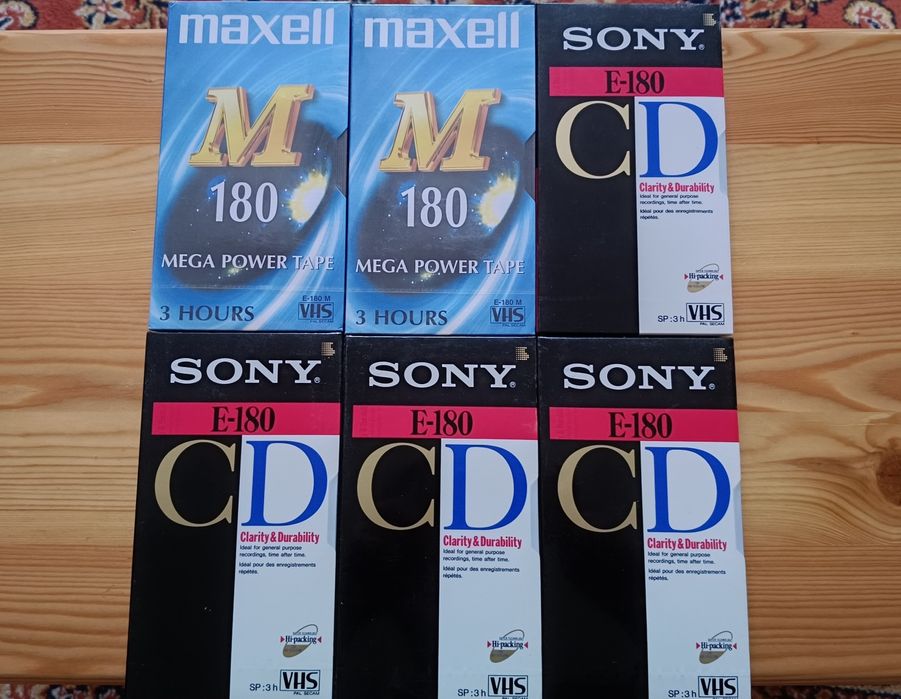 maxell
M
180
MEGA POWER TAPE
3 HOURS
E-180 M
VHS
PAL SECAM
maxell
M
180
MEGA POWER TAPE
3 HOURS
E-180 M
VHS
PAL SECAM
SONY®
E-180
CD
Clarity & Durability
Ideal for general purpose
recordings, time after time.
Idéal pour des enregistrements
répétés.
Hi-packing
SP : 3 h VHS
PAL SECAM
SONY®
E-180
CD
Clarity & Durability
Ideal for general purpose
recordings, time after time.
Idéal pour des enregistrements
répétés.
Hi-packing
SP : 3 h VHS
PAL SECAM
SONY®
E-180
CD
Clarity & Durability
Ideal for general purpose
recordings, time after time.
Idéal pour des enregistrements
répétés.
Hi-packing
SP : 3 h VHS
PAL SECAM
SONY®
E-180
CD
Clarity & Durability
Ideal for general purpose
recordings, time after time.
Idéal pour des enregistrements
répétés.
Hi-packing
SP : 3 h VHS
PAL SECAM